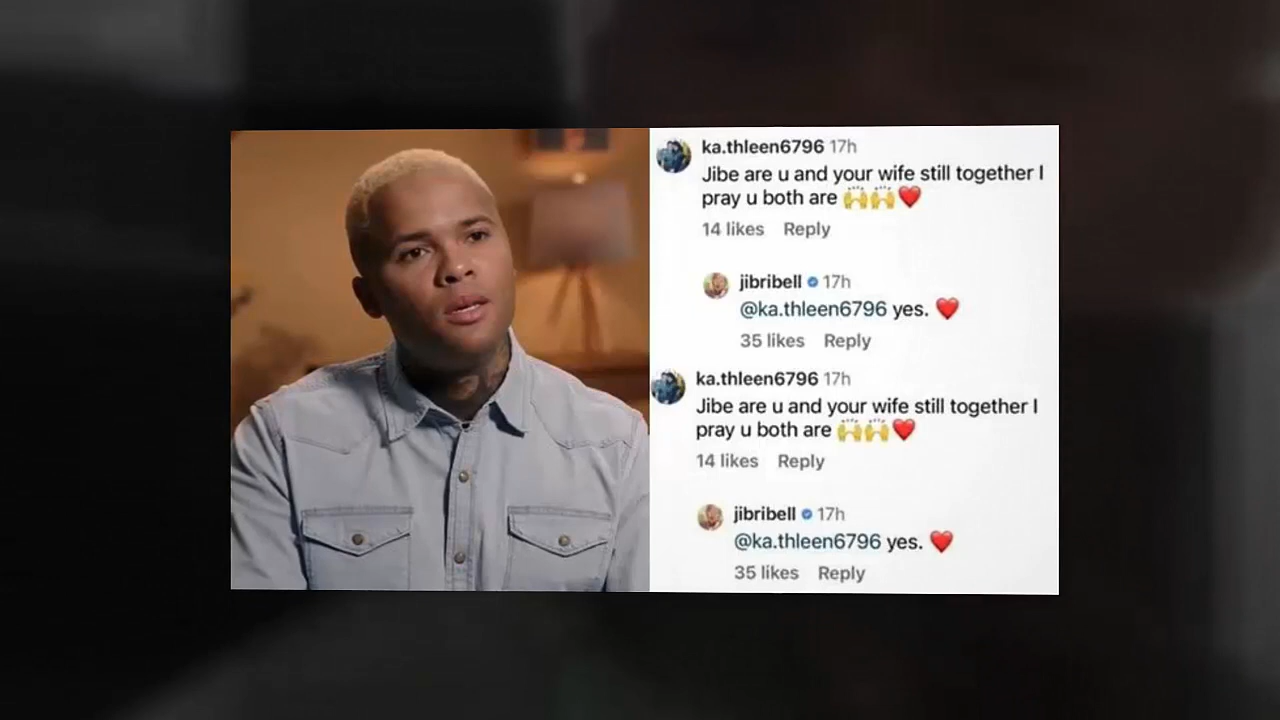 ka.thleen6796 17h
Jibe are u and your wife still together I
pray u both are 🙌🙌❤️
14 likes Reply
jibribell 17h
@ka.thleen6796 yes. ❤️
35 likes Reply
ka.thleen6796 17h
Jibe are u and your wife still together I
pray u both are 🙌🙌❤️
14 likes Reply
jibribell 17h
@ka.thleen6796 yes. ❤️
35 likes Reply